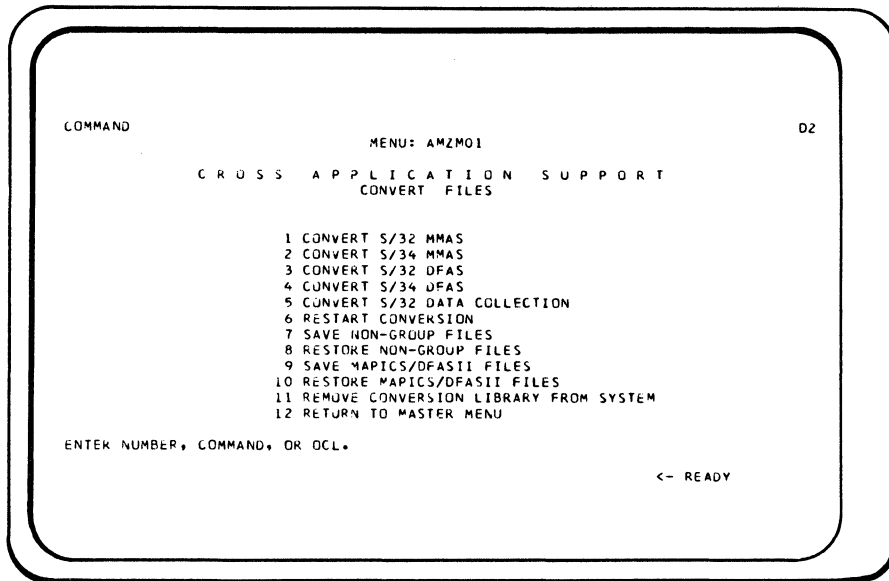 COMMAND D2
MENU: AMZM01
CROSS APPLICATION SUPPORT
CONVERT FILES
1 CONVERT S/32 MMAS
2 CONVERT S/34 MMAS
3 CONVERT S/32 DFAS
4 CONVERT S/34 DFAS
5 CONVERT S/32 DATA COLLECTION
6 RESTART CONVERSION
7 SAVE NON-GROUP FILES
8 RESTORE NON-GROUP FILES
9 SAVE MAPICS/DFASII FILES
10 RESTORE MAPICS/DFASII FILES
11 REMOVE CONVERSION LIBRARY FROM SYSTEM
12 RETURN TO MASTER MENU
ENTER NUMBER, COMMAND, OR OCL.
<- READY